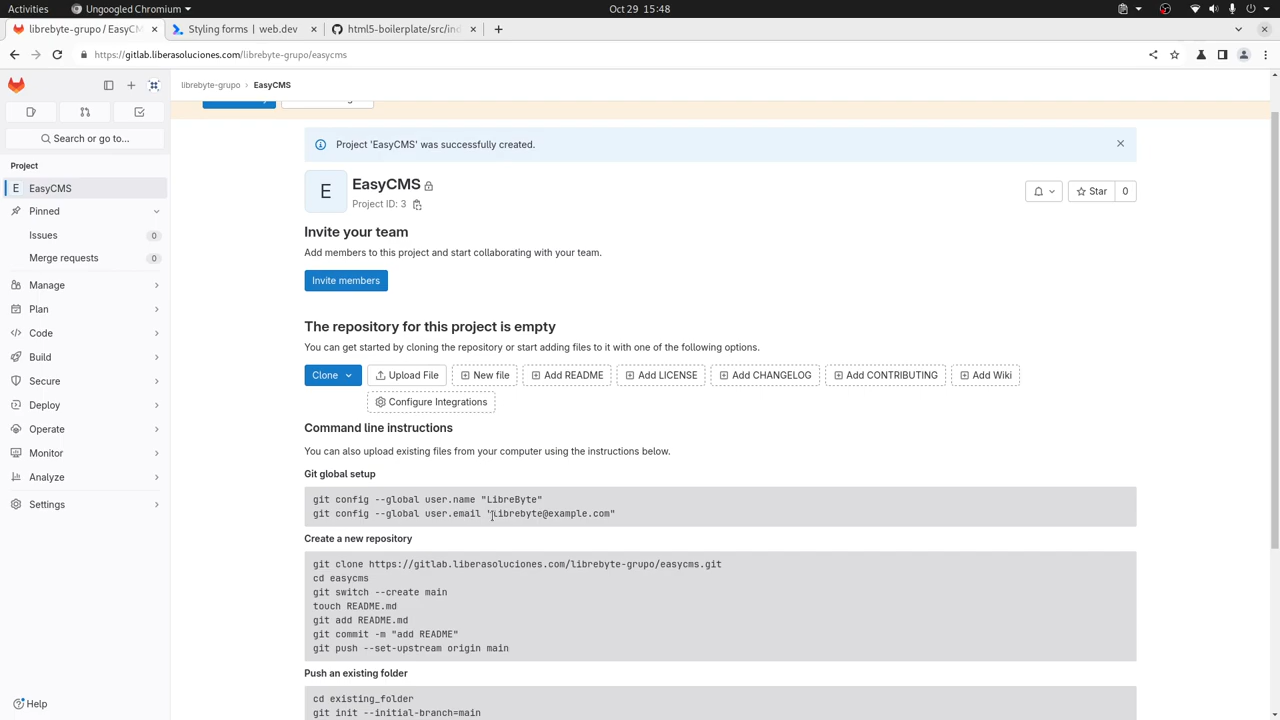 Activities
Ungoogled Chromium
Oct 29 15:48
librebyte-grupo / EasyCM
Styling forms | web.dev
html5-boilerplate/src/ind
https://gitlab.liberasoluciones.com/librebyte-grupo/easycms
librebyte-grupo › EasyCMS
Search or go to...
Project
E EasyCMS
Pinned
Issues 0
Merge requests 0
Manage
Plan
Code
Build
Secure
Deploy
Operate
Monitor
Analyze
Settings
Help
Project 'EasyCMS' was successfully created.
E
EasyCMS
Project ID: 3
Star 0
Invite your team
Add members to this project and start collaborating with your team.
Invite members
The repository for this project is empty
You can get started by cloning the repository or start adding files to it with one of the following options.
Clone Upload File New file Add README Add LICENSE Add CHANGELOG Add CONTRIBUTING Add Wiki
Configure Integrations
Command line instructions
You can also upload existing files from your computer using the instructions below.
Git global setup
git config --global user.name "LibreByte"
git config --global user.email "librebyte@example.com"
Create a new repository
git clone https://gitlab.liberasoluciones.com/librebyte-grupo/easycms.git
cd easycms
git switch --create main
touch README.md
git add README.md
git commit -m "add README"
git push --set-upstream origin main
Push an existing folder
cd existing_folder
git init --initial-branch=main